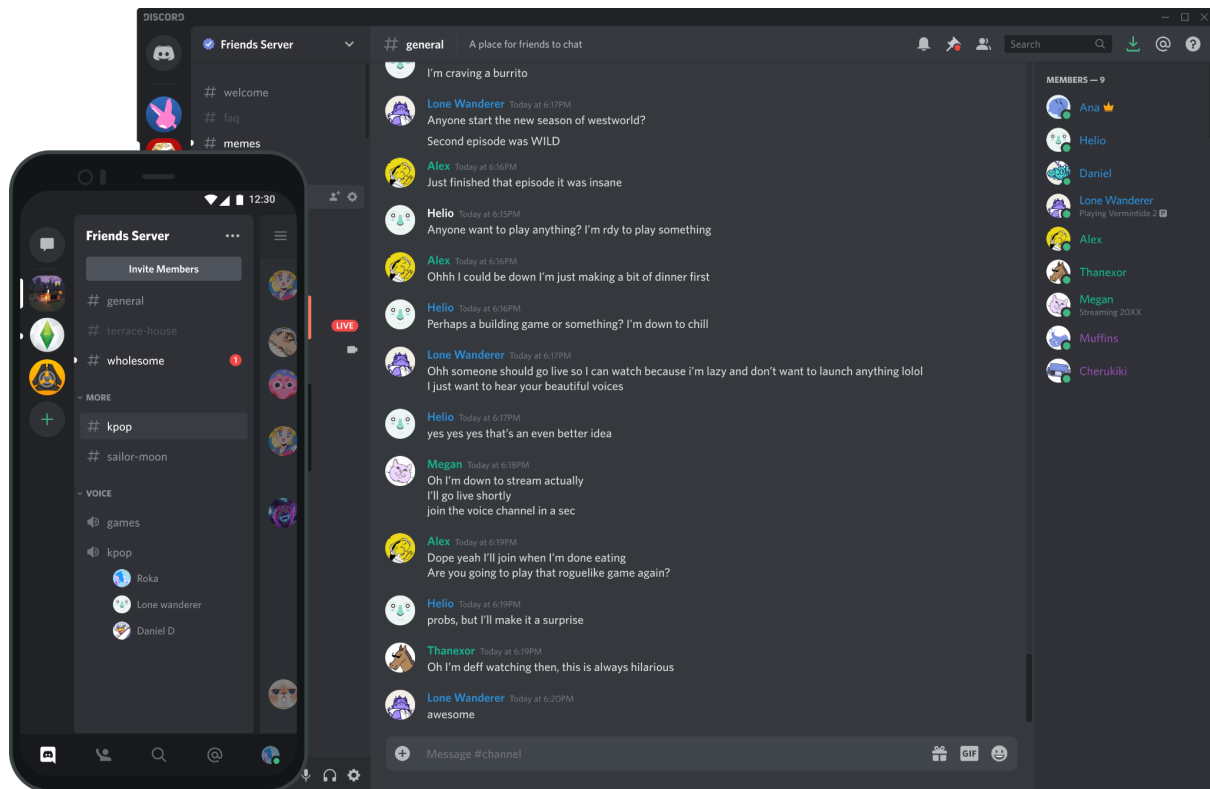 DISCORD
Friends Server
# general
A place for friends to chat
Search
# welcome
# faq
# memes
LIVE
I'm craving a burrito
Lone Wanderer Today at 6:17PM
Anyone start the new season of westworld?
Second episode was WILD
Alex Today at 6:16PM
Just finished that episode it was insane
Helio Today at 6:15PM
Anyone want to play anything? I'm rdy to play something
Alex Today at 6:16PM
Ohhh I could be down I'm just making a bit of dinner first
Helio Today at 6:16PM
Perhaps a building game or something? I'm down to chill
Lone Wanderer Today at 6:17PM
Ohh someone should go live so I can watch because i'm lazy and don't want to launch anything lolol
I just want to hear your beautiful voices
Helio Today at 6:17PM
yes yes yes that's an even better idea
Megan Today at 6:18PM
Oh I'm down to stream actually
I'll go live shortly
join the voice channel in a sec
Alex Today at 6:19PM
Dope yeah I'll join when I'm done eating
Are you going to play that roguelike game again?
Helio Today at 6:19PM
probs, but I'll make it a surprise
Thanexor Today at 6:19PM
Oh I'm deff watching then, this is always hilarious
Lone Wanderer Today at 6:20PM
awesome
Message #channel
GIF
MEMBERS — 9
Ana
Helio
Daniel
Lone Wanderer
Playing Vermintide 2
Alex
Thanexor
Megan
Streaming 20XX
Muffins
Cherukiki
12:30
Friends Server
Invite Members
# general
# terrace-house
# wholesome 1
MORE
# kpop
# sailor-moon
VOICE
games
kpop
Roka
Lone wanderer
Daniel D